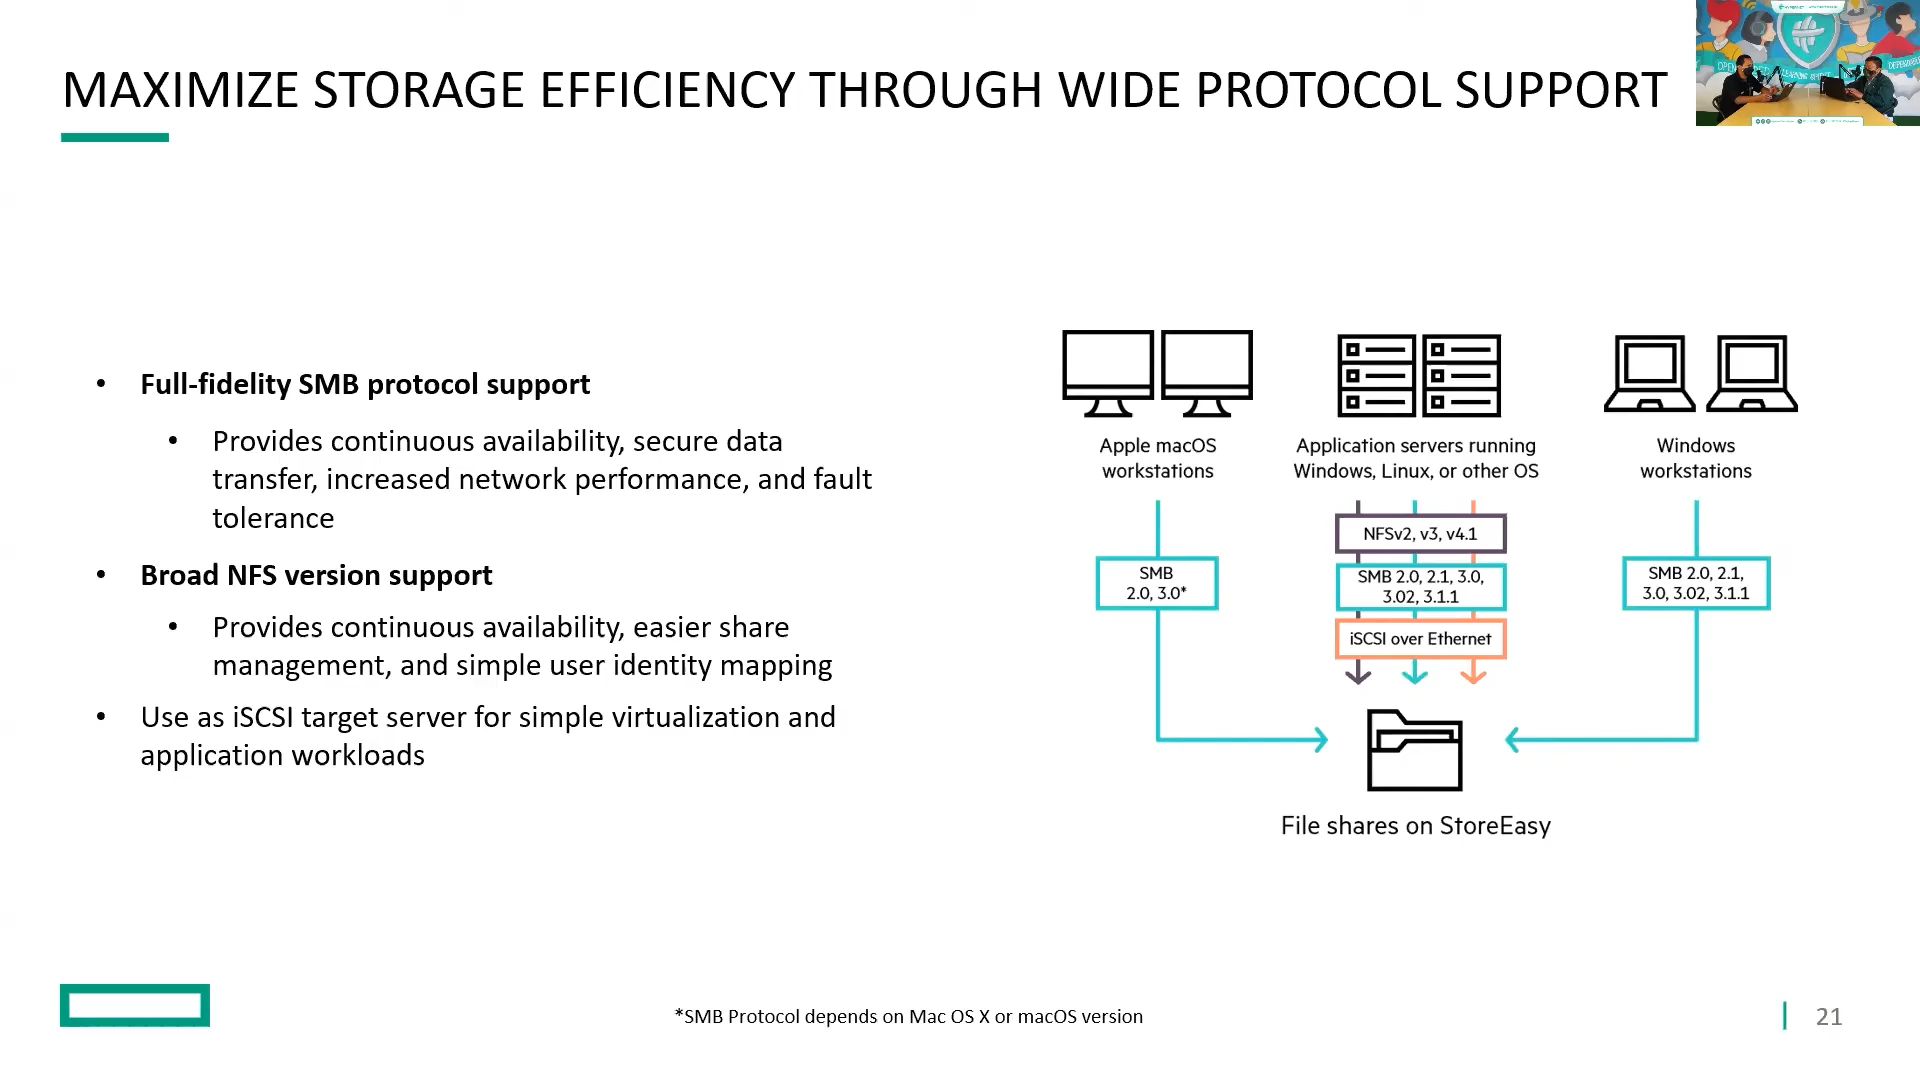 MAXIMIZE STORAGE EFFICIENCY THROUGH WIDE PROTOCOL SUPPORT
• Full-fidelity SMB protocol support
• Provides continuous availability, secure data
transfer, increased network performance, and fault
tolerance
• Broad NFS version support
• Provides continuous availability, easier share
management, and simple user identity mapping
• Use as iSCSI target server for simple virtualization and
application workloads
Apple macOS
workstations
Application servers running
Windows, Linux, or other OS
Windows
workstations
NFSv2, v3, v4.1
SMB
2.0, 3.0*
SMB 2.0, 2.1, 3.0,
3.02, 3.1.1
SMB 2.0, 2.1,
3.0, 3.02, 3.1.1
iSCSI over Ethernet
File shares on StoreEasy
*SMB Protocol depends on Mac OS X or macOS version
21